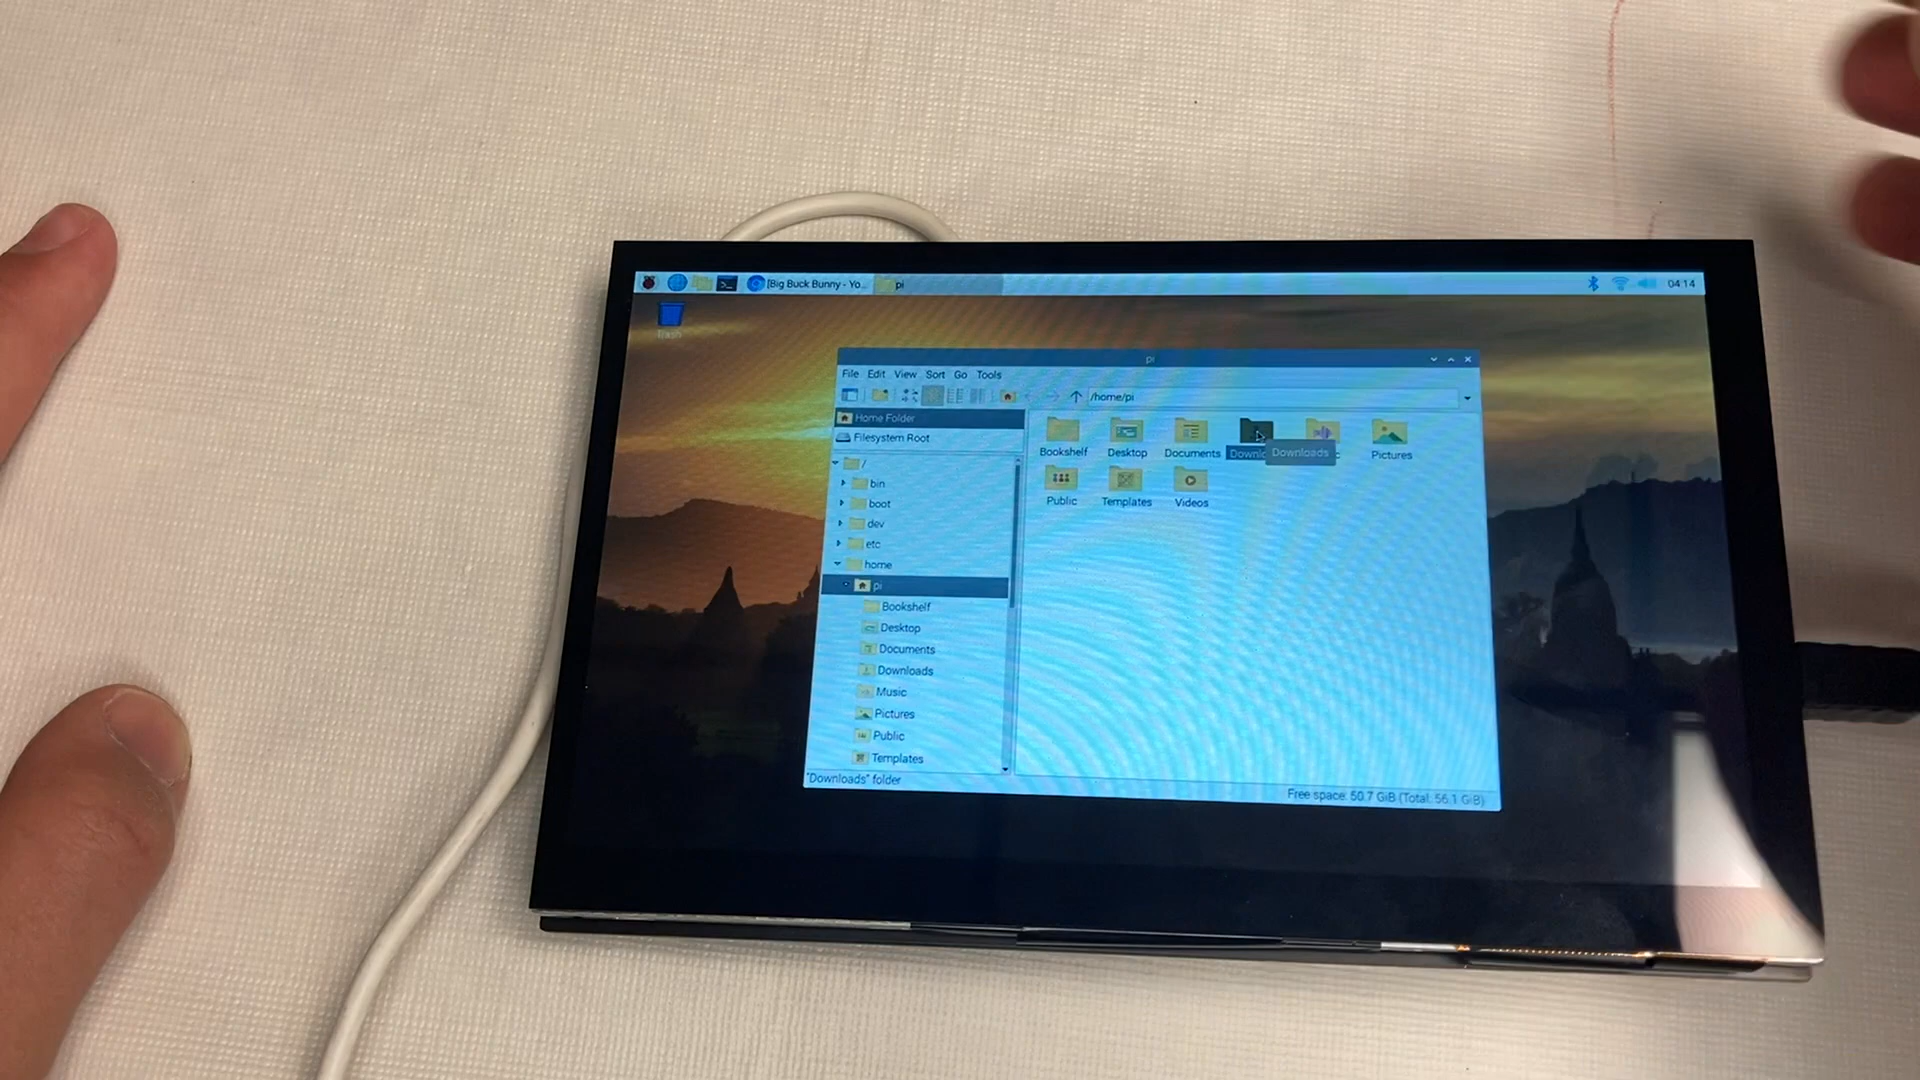 [Big Buck Bunny - Yo... pi 04:14
Trash
pi
File Edit View Sort Go Tools
/home/pi
Home Folder
Filesystem Root
/
bin
boot
dev
etc
home
pi
Bookshelf
Desktop
Documents
Downloads
Music
Pictures
Public
Templates
Bookshelf Desktop Documents Downlo Downloads c Pictures
Public Templates Videos
"Downloads" folder
Free space: 50.7 GiB (Total: 56.1 GiB)